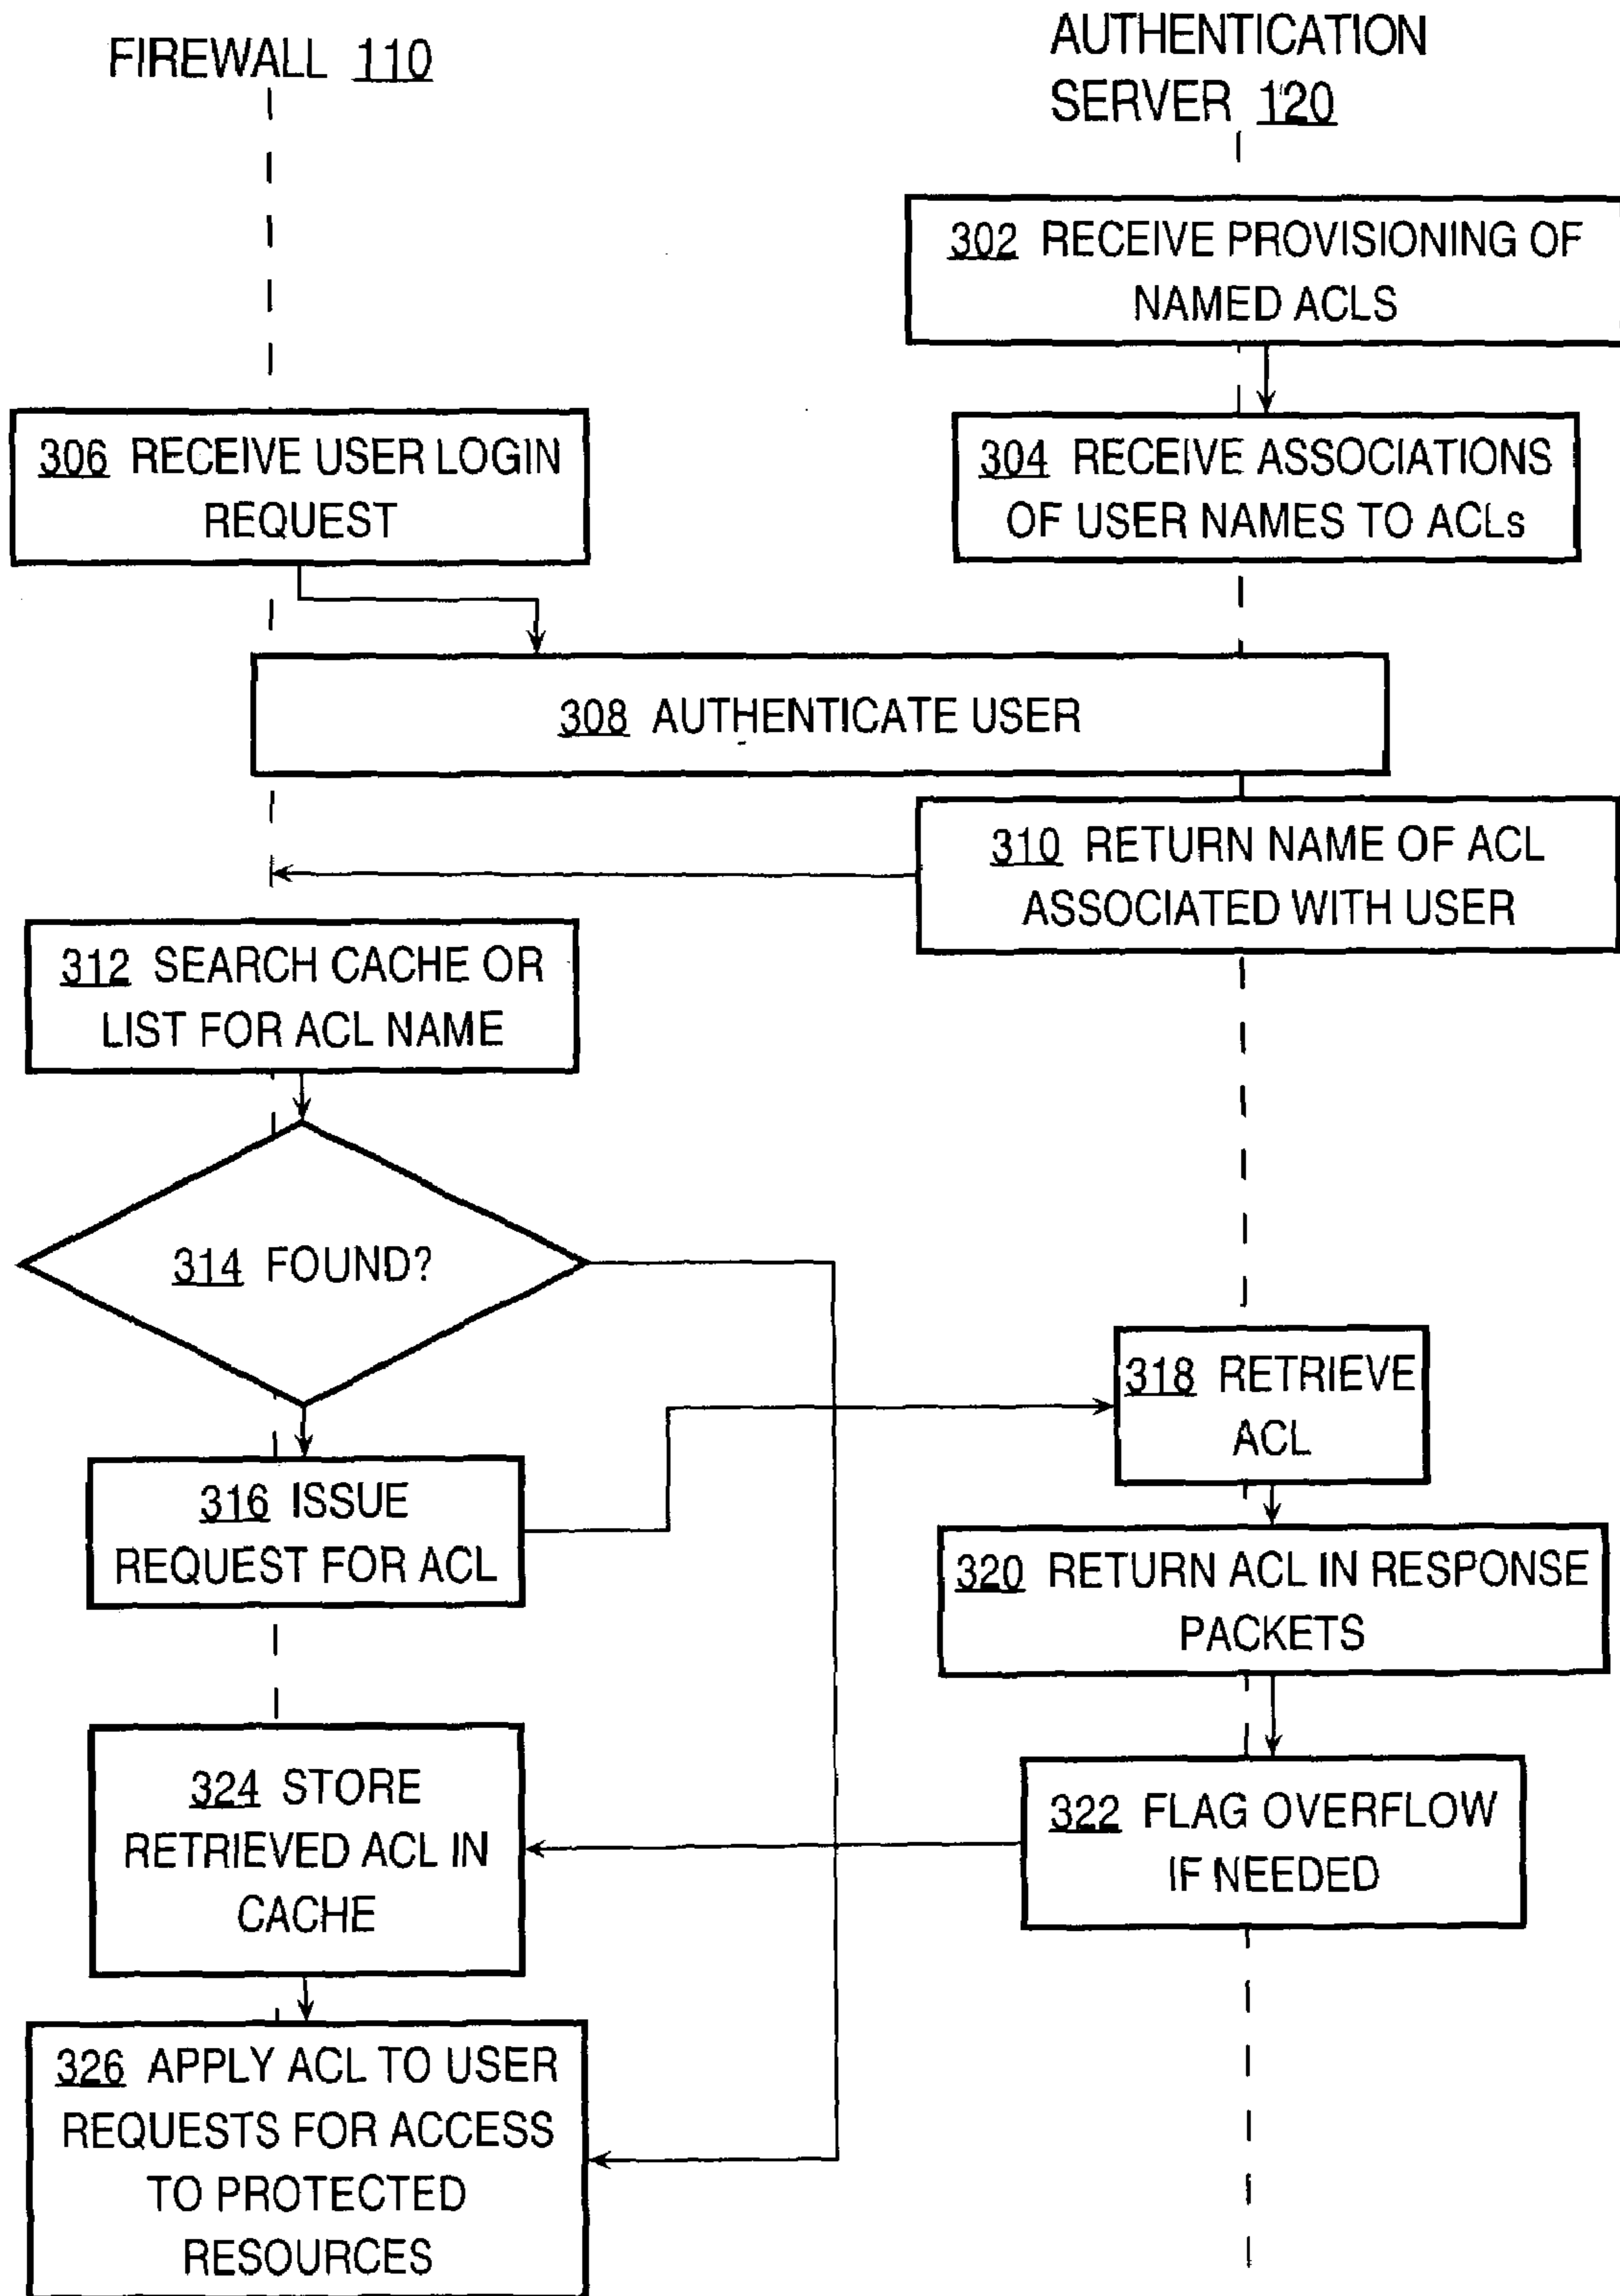 FIREWALL 110
AUTHENTICATION
SERVER 120
302 RECEIVE PROVISIONING OF
NAMED ACLS
306 RECEIVE USER LOGIN
REQUEST
304 RECEIVE ASSOCIATIONS
OF USER NAMES TO ACLs
308 AUTHENTICATE USER
310 RETURN NAME OF ACL
ASSOCIATED WITH USER
312 SEARCH CACHE OR
LIST FOR ACL NAME
314 FOUND?
318 RETRIEVE
ACL
316 ISSUE
REQUEST FOR ACL
320 RETURN ACL IN RESPONSE
PACKETS
324 STORE
RETRIEVED ACL IN
CACHE
322 FLAG OVERFLOW
IF NEEDED
326 APPLY ACL TO USER
REQUESTS FOR ACCESS
TO PROTECTED
RESOURCES